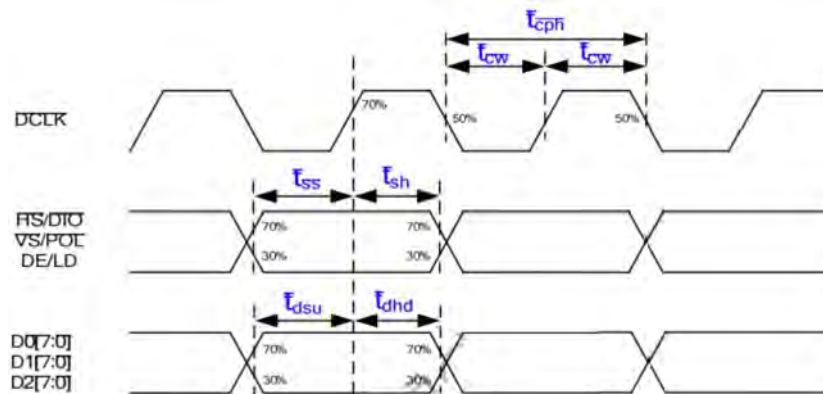 tcph
tcw tcw
DCLK
70%
50% 50%
tss tsh
HS/DIO
VS/POL
DE/LD
70% 70%
30% 30%
tdsu tdhd
D0[7:0]
D1[7:0]
D2[7:0]
70% 70%
30% 30%